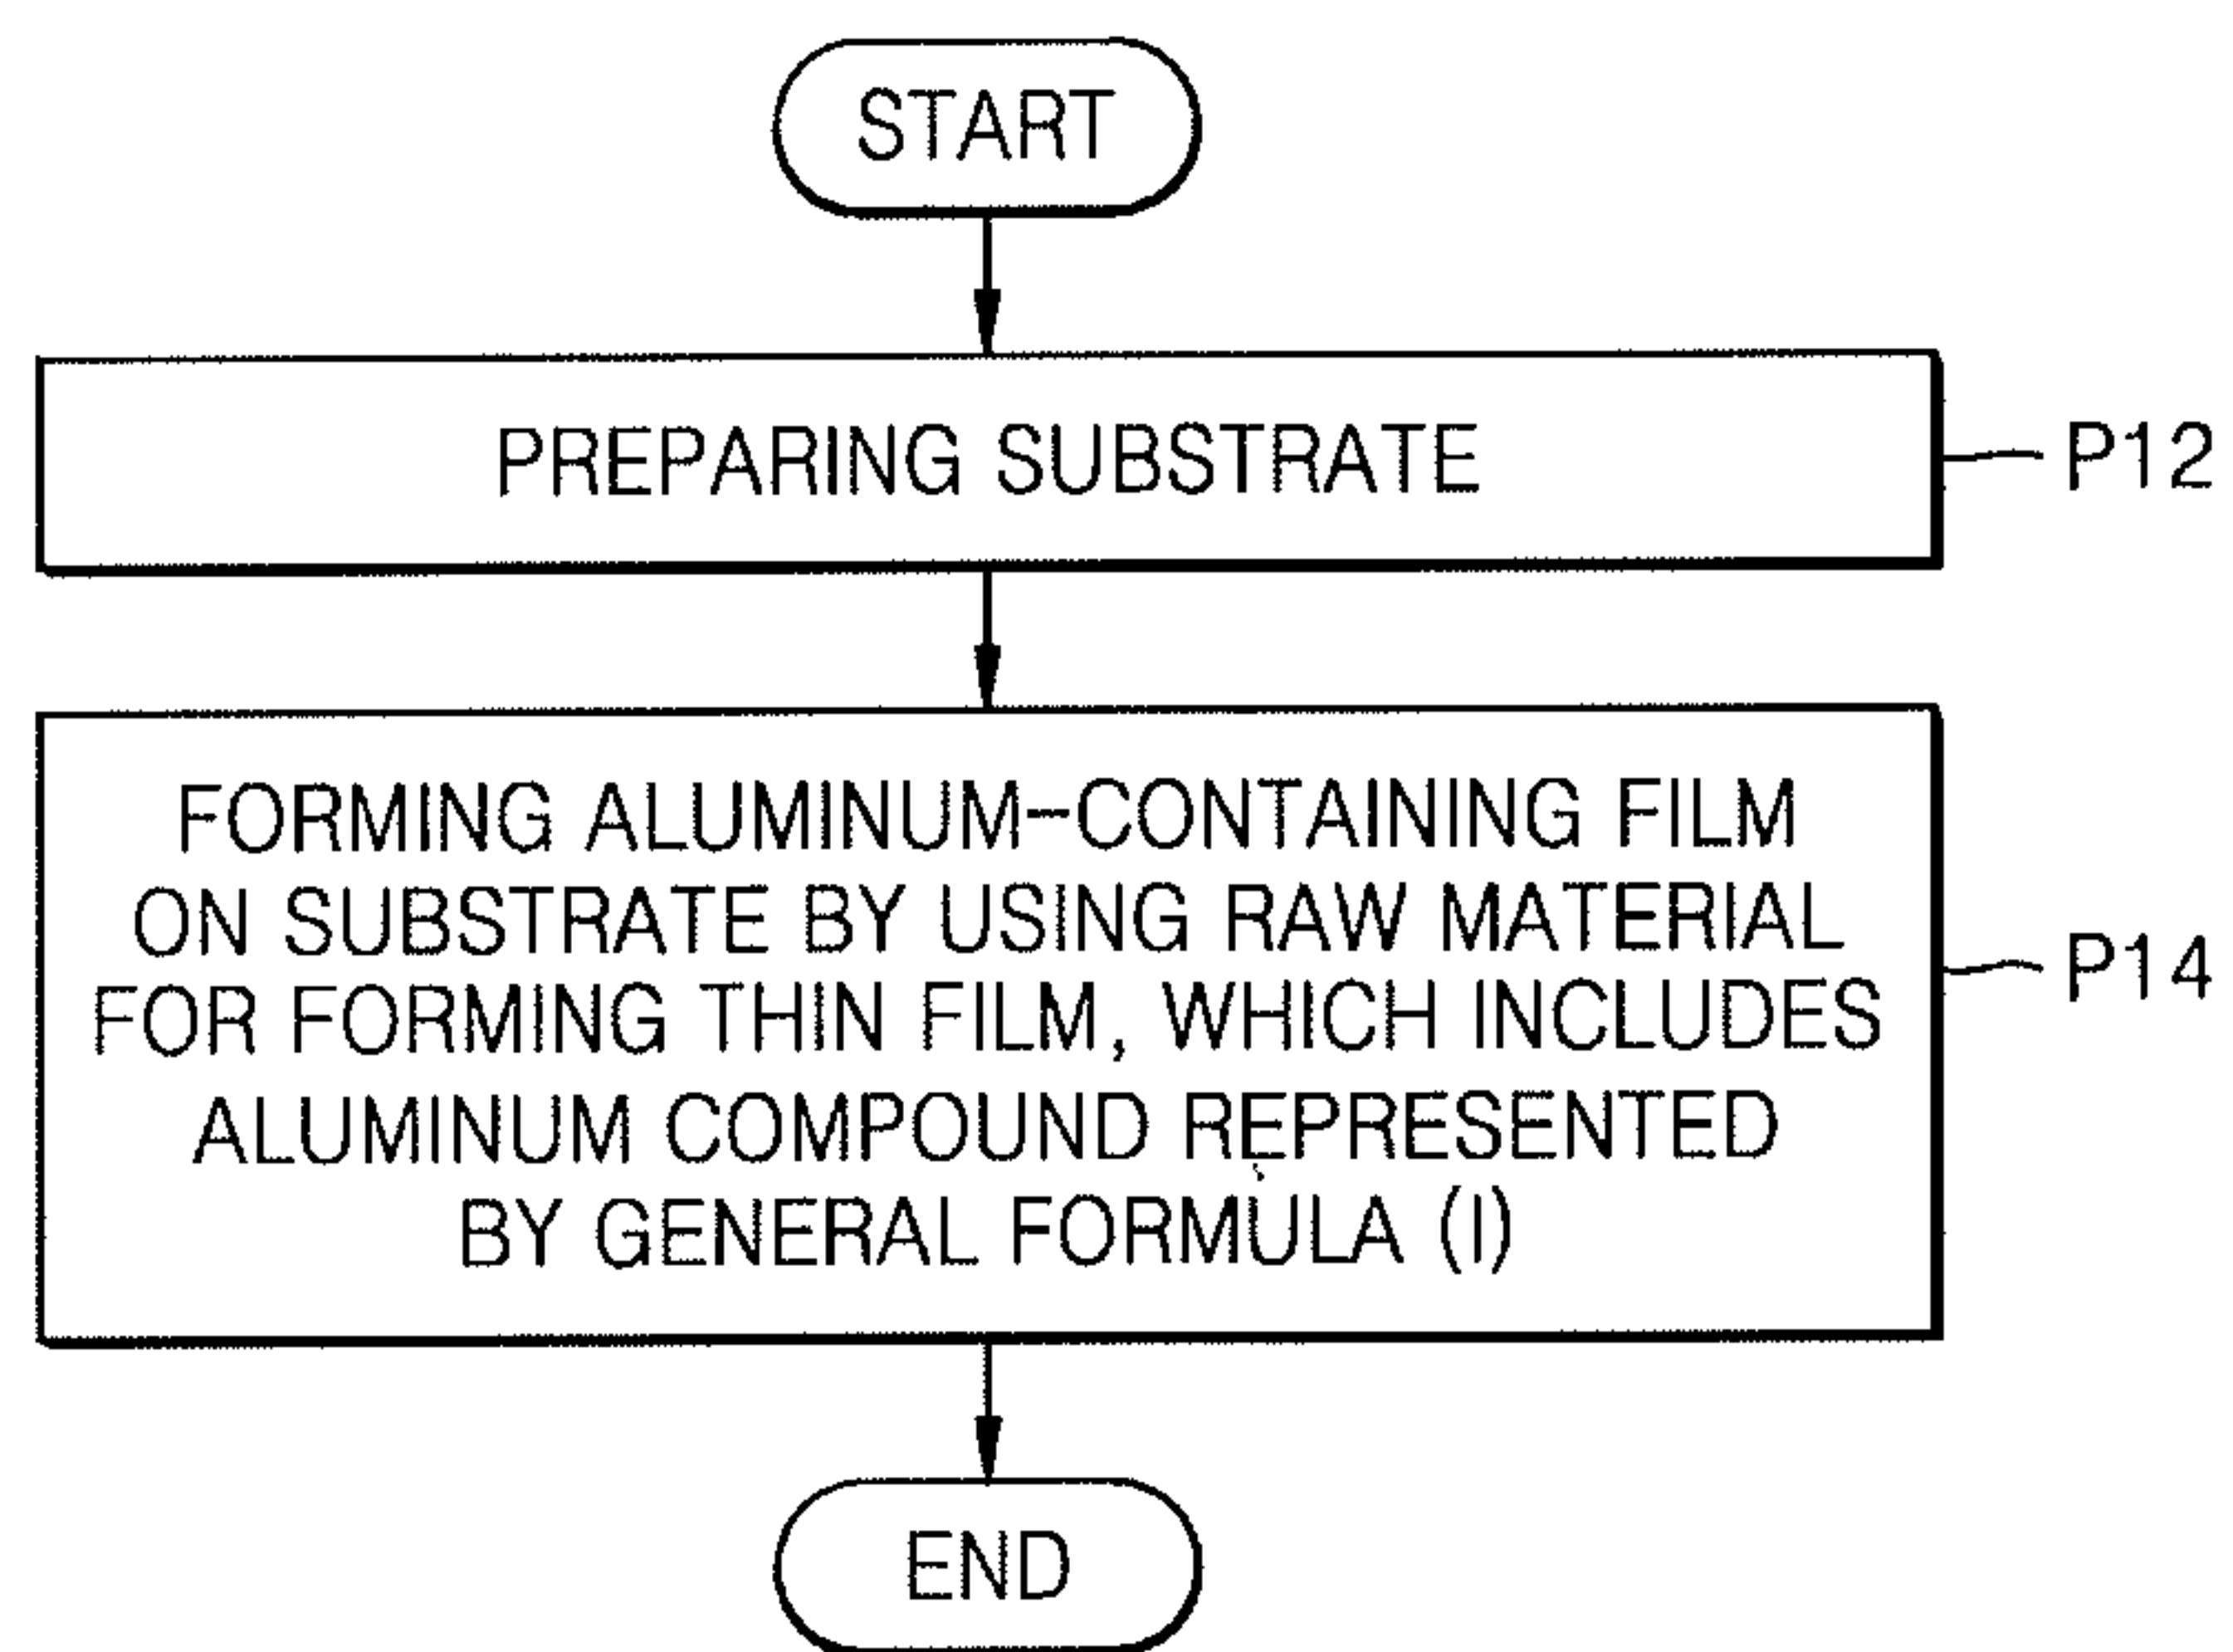 START
PREPARING SUBSTRATE
P12
FORMING ALUMINUM-CONTAINING FILM
ON SUBSTRATE BY USING RAW MATERIAL
FOR FORMING THIN FILM, WHICH INCLUDES
ALUMINUM COMPOUND REPRESENTED
BY GENERAL FORMULA (I)
P14
END